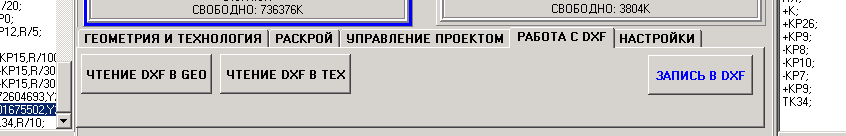 /20;
P0;
P12,R/5;
KP15,R/100
-KP15,R/30
-KP15,R/30
72604693,Y
01675502,Y
.34,R/10;
СВОБОДНО: 736376K
СВОБОДНО: 3804K
ГЕОМЕТРИЯ И ТЕХНОЛОГИЯ
РАСКРОЙ
УПРАВЛЕНИЕ ПРОЕКТОМ
РАБОТА С DXF
НАСТРОЙКИ
ЧТЕНИЕ DXF В GEO
ЧТЕНИЕ DXF В TEX
ЗАПИСЬ В DXF
+K;
+KP26;
+KP9;
-KP8;
-KP10;
-KP7;
+KP9;
TK34;